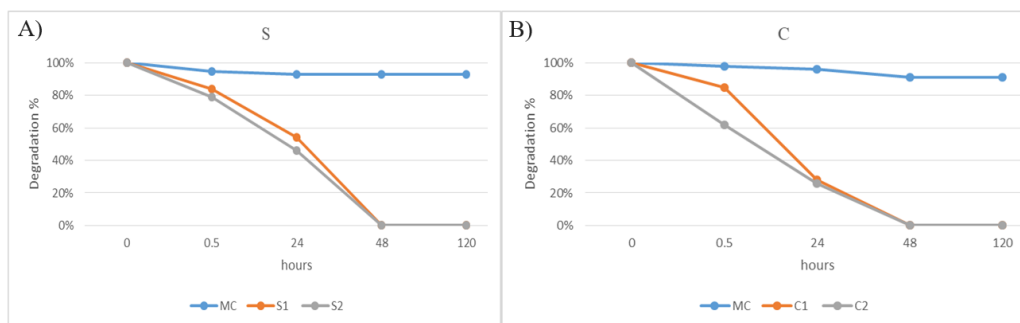 A)
S
100%
80%
60%
40%
20%
0%
Degradation %
0 0.5 24 48 120
hours
MC S1 S2
B)
C
100%
80%
60%
40%
20%
0%
Degradation %
0 0.5 24 48 120
hours
MC C1 C2